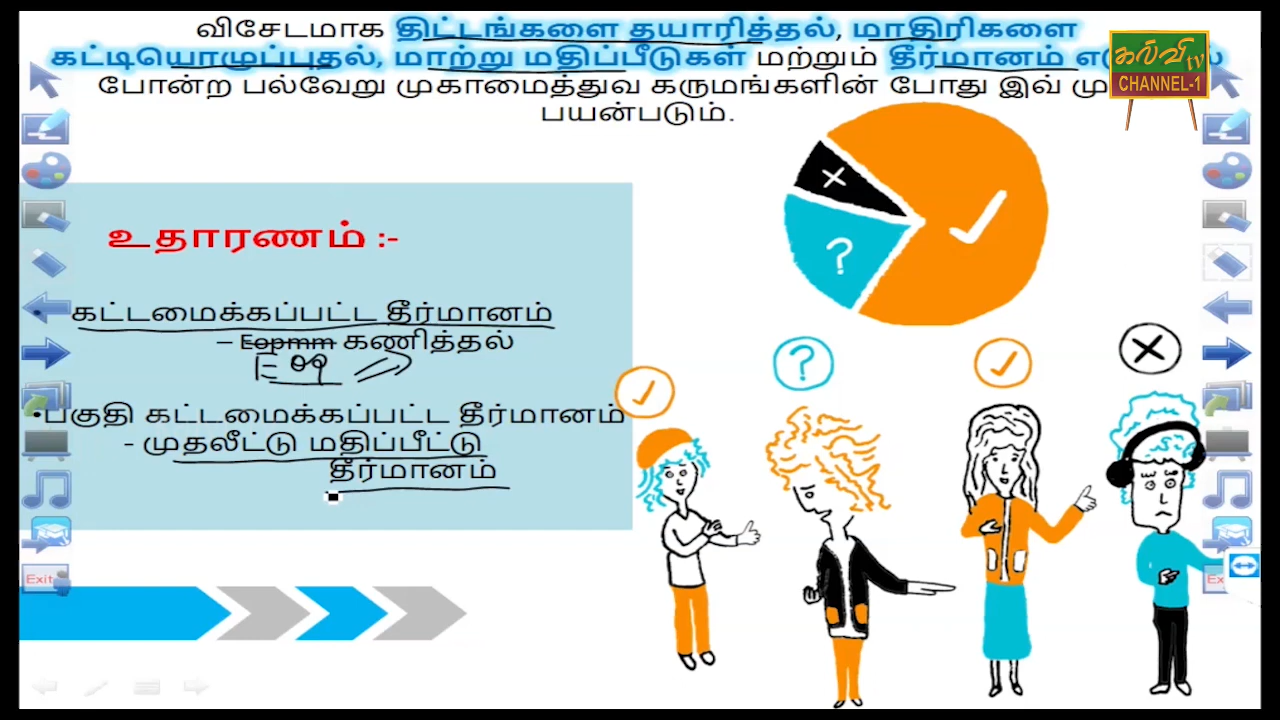 விசேடமாக திட்டங்களை தயாரித்தல், மாதிரிகளை
கட்டியொழுப்புதல், மாற்று மதிப்பீடுகள் மற்றும் தீர்மானம்
போன்ற பல்வேறு முகாமைத்துவ கருமங்களின் போது இவ்
பயன்படும்.
கல்வி tv
CHANNEL-1
உதாரணம் :-
கட்டமைக்கப்பட்ட தீர்மானம்
– Eopmm கணித்தல்
•பகுதி கட்டமைக்கப்பட்ட தீர்மானம்
- முதலீட்டு மதிப்பீட்டு
தீர்மானம்
?
?
Exit